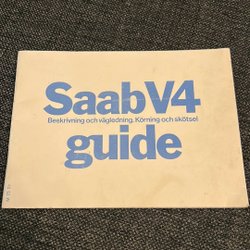 Saab V4
Beskrivning och vägledning. Körning och skötsel
guide